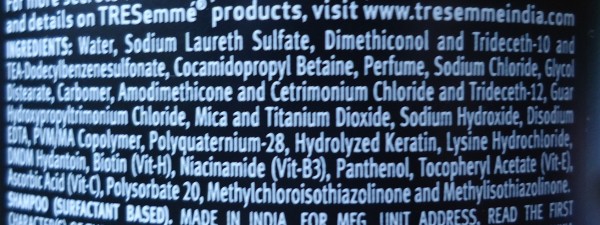 For more
and details on TRESemmé® products, visit www.tresemmeindia.com
INGREDIENTS: Water, Sodium Laureth Sulfate, Dimethiconol and Trideceth-10 and
TEA-Dodecylbenzenesulfonate, Cocamidopropyl Betaine, Perfume, Sodium Chloride, Glycol
Distearate, Carbomer, Amodimethicone and Cetrimonium Chloride and Trideceth-12, Guar
Hydroxypropyltrimonium Chloride, Mica and Titanium Dioxide, Sodium Hydroxide, Disodium
EDTA, PVM/MA Copolymer, Polyquaternium-28, Hydrolyzed Keratin, Lysine Hydrochloride,
DMDM Hydantoin, Biotin (Vit-H), Niacinamide (Vit-B3), Panthenol, Tocopheryl Acetate (Vit-E),
Ascorbic Acid (Vit-C), Polysorbate 20, Methylchloroisothiazolinone and Methylisothiazolinone.
SHAMPOO (SURFACTANT BASED). MADE IN INDIA. FOR MFG. UNIT ADDRESS, READ THE FIRST